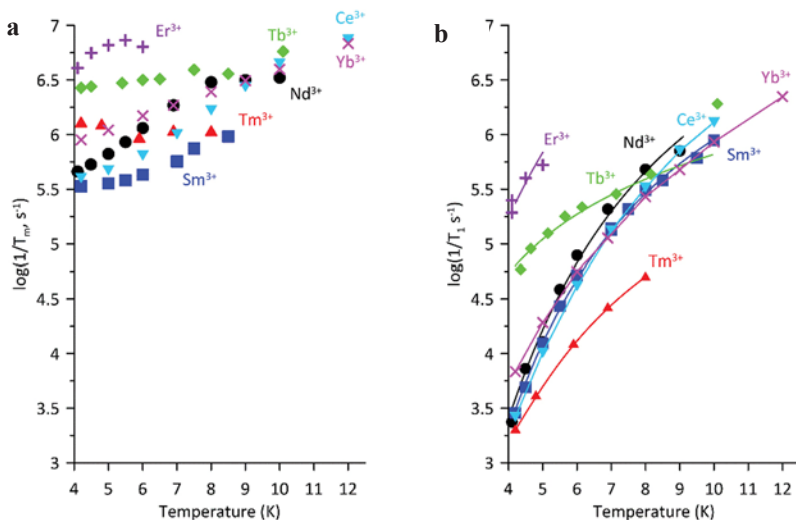 a
log(1/Tₘ, s⁻¹)
7
6.5
6
5.5
5
4.5
4
3.5
3
4 5 6 7 8 9 10 11 12
Temperature (K)
Er³⁺
Tb³⁺
Ce³⁺
Yb³⁺
Nd³⁺
Tm³⁺
Sm³⁺
b
log(1/T₁ s⁻¹)
7
6.5
6
5.5
5
4.5
4
3.5
3
4 5 6 7 8 9 10 11 12
Temperature (K)
Yb³⁺
Ce³⁺
Nd³⁺
Er³⁺
Sm³⁺
Tb³⁺
Tm³⁺